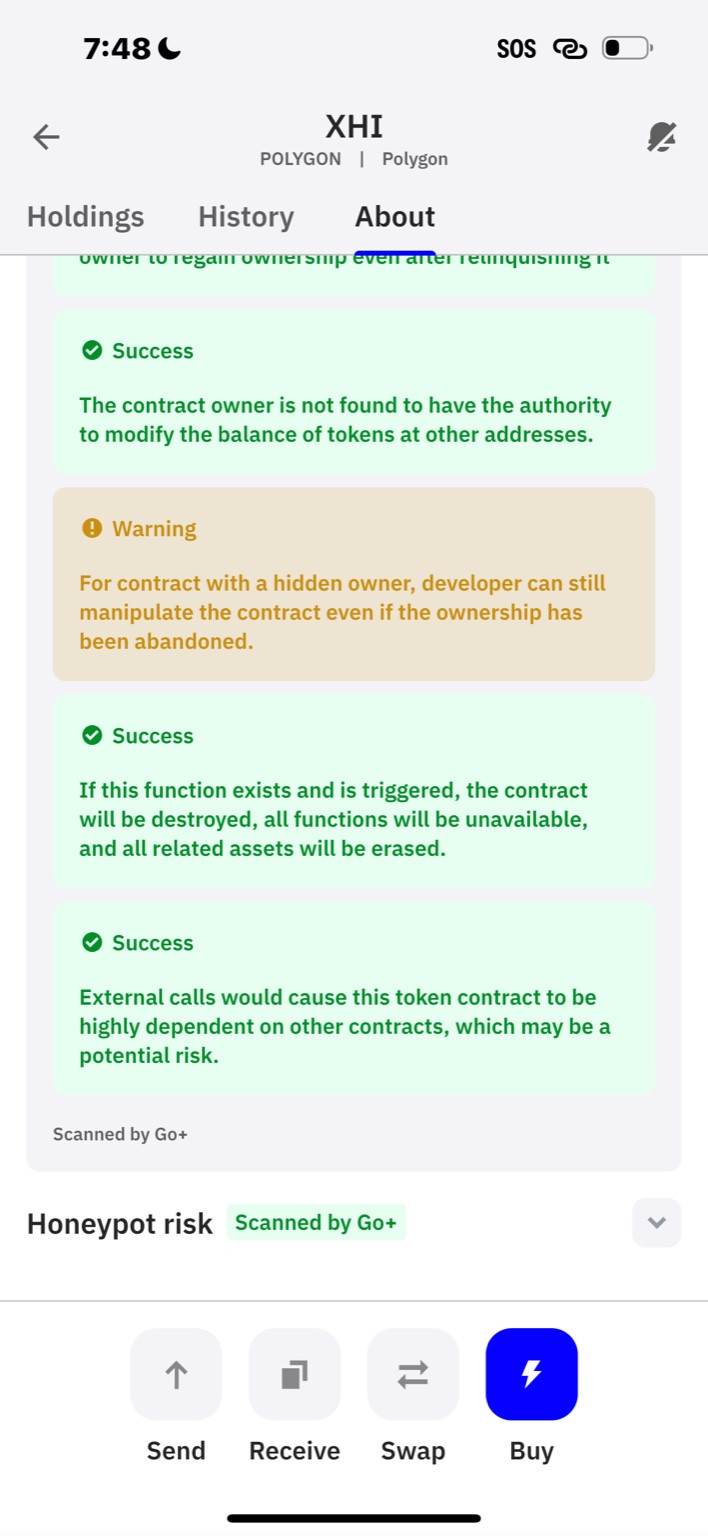 7:48
SOS
XHI
POLYGON | Polygon
Holdings History About
owner to regain ownership even after relinquishing it
Success
The contract owner is not found to have the authority
to modify the balance of tokens at other addresses.
Warning
For contract with a hidden owner, developer can still
manipulate the contract even if the ownership has
been abandoned.
Success
If this function exists and is triggered, the contract
will be destroyed, all functions will be unavailable,
and all related assets will be erased.
Success
External calls would cause this token contract to be
highly dependent on other contracts, which may be a
potential risk.
Scanned by Go+
Honeypot risk Scanned by Go+
Send Receive Swap Buy